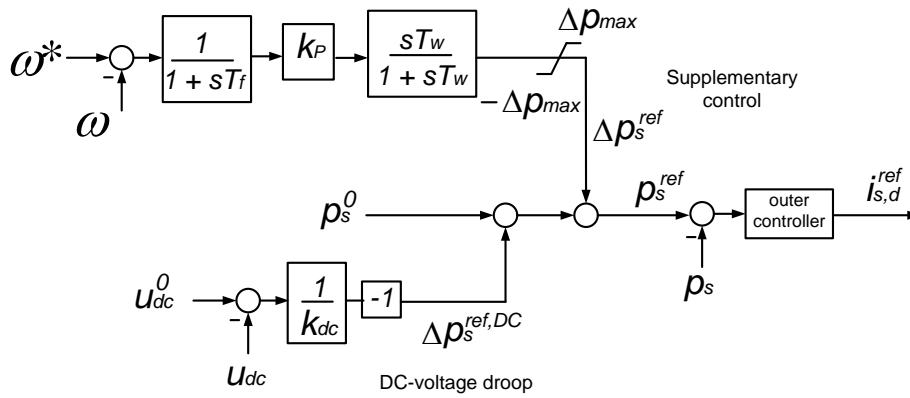 ω*
-
ω
1
1 + sTf
kP
sTw
1 + sTw
Δpmax
-Δpmax
Supplementary
control
Δps^ref
ps^0
ps^ref
-
ps
outer
controller
is,d^ref
udc^0
-
udc
1
kdc
-1
Δps^ref,DC
DC-voltage droop